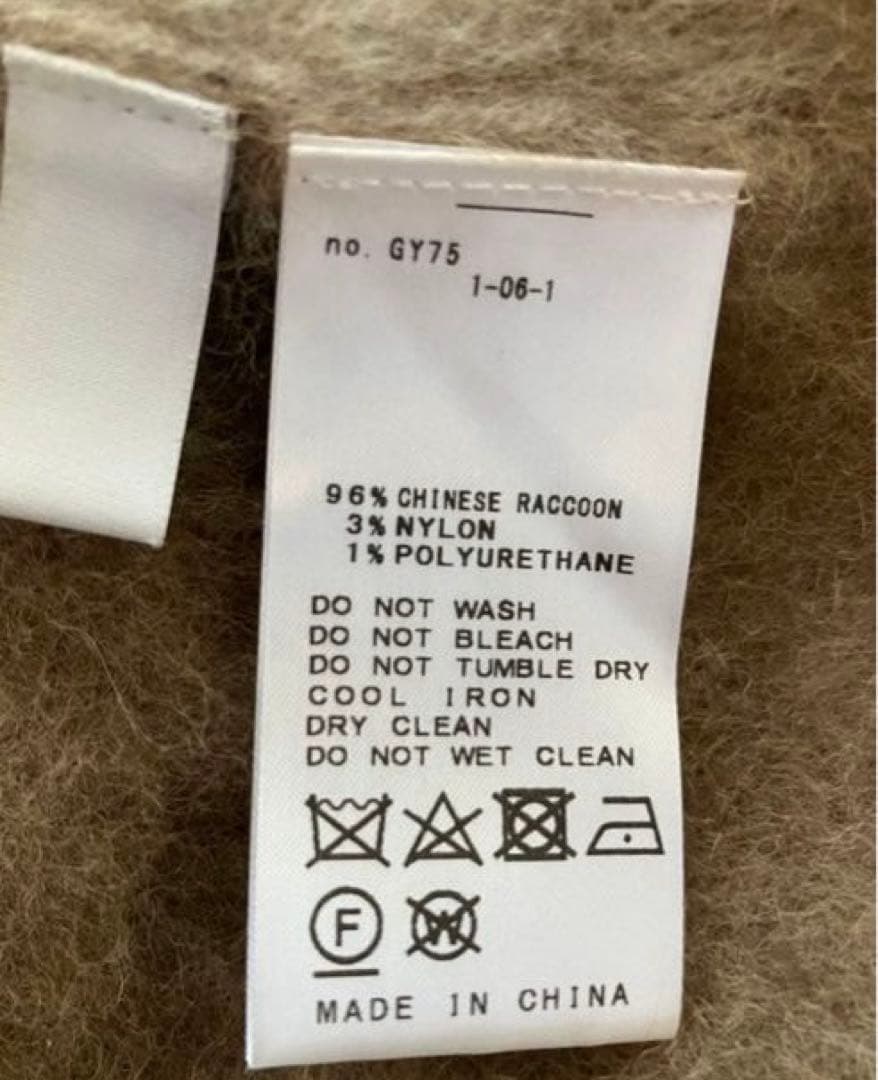 no. GY75
1-06-1
96% CHINESE RACCOON
3% NYLON
1% POLYURETHANE
DO NOT WASH
DO NOT BLEACH
DO NOT TUMBLE DRY
COOL IRON
DRY CLEAN
DO NOT WET CLEAN
F W
MADE IN CHINA